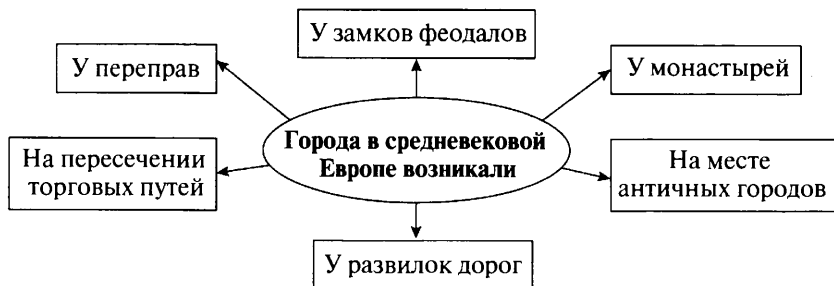 У замков феодалов
У переправ
У монастырей
Города в средневековой
Европе возникали
На пересечении
торговых путей
На месте
античных городов
У развилок дорог